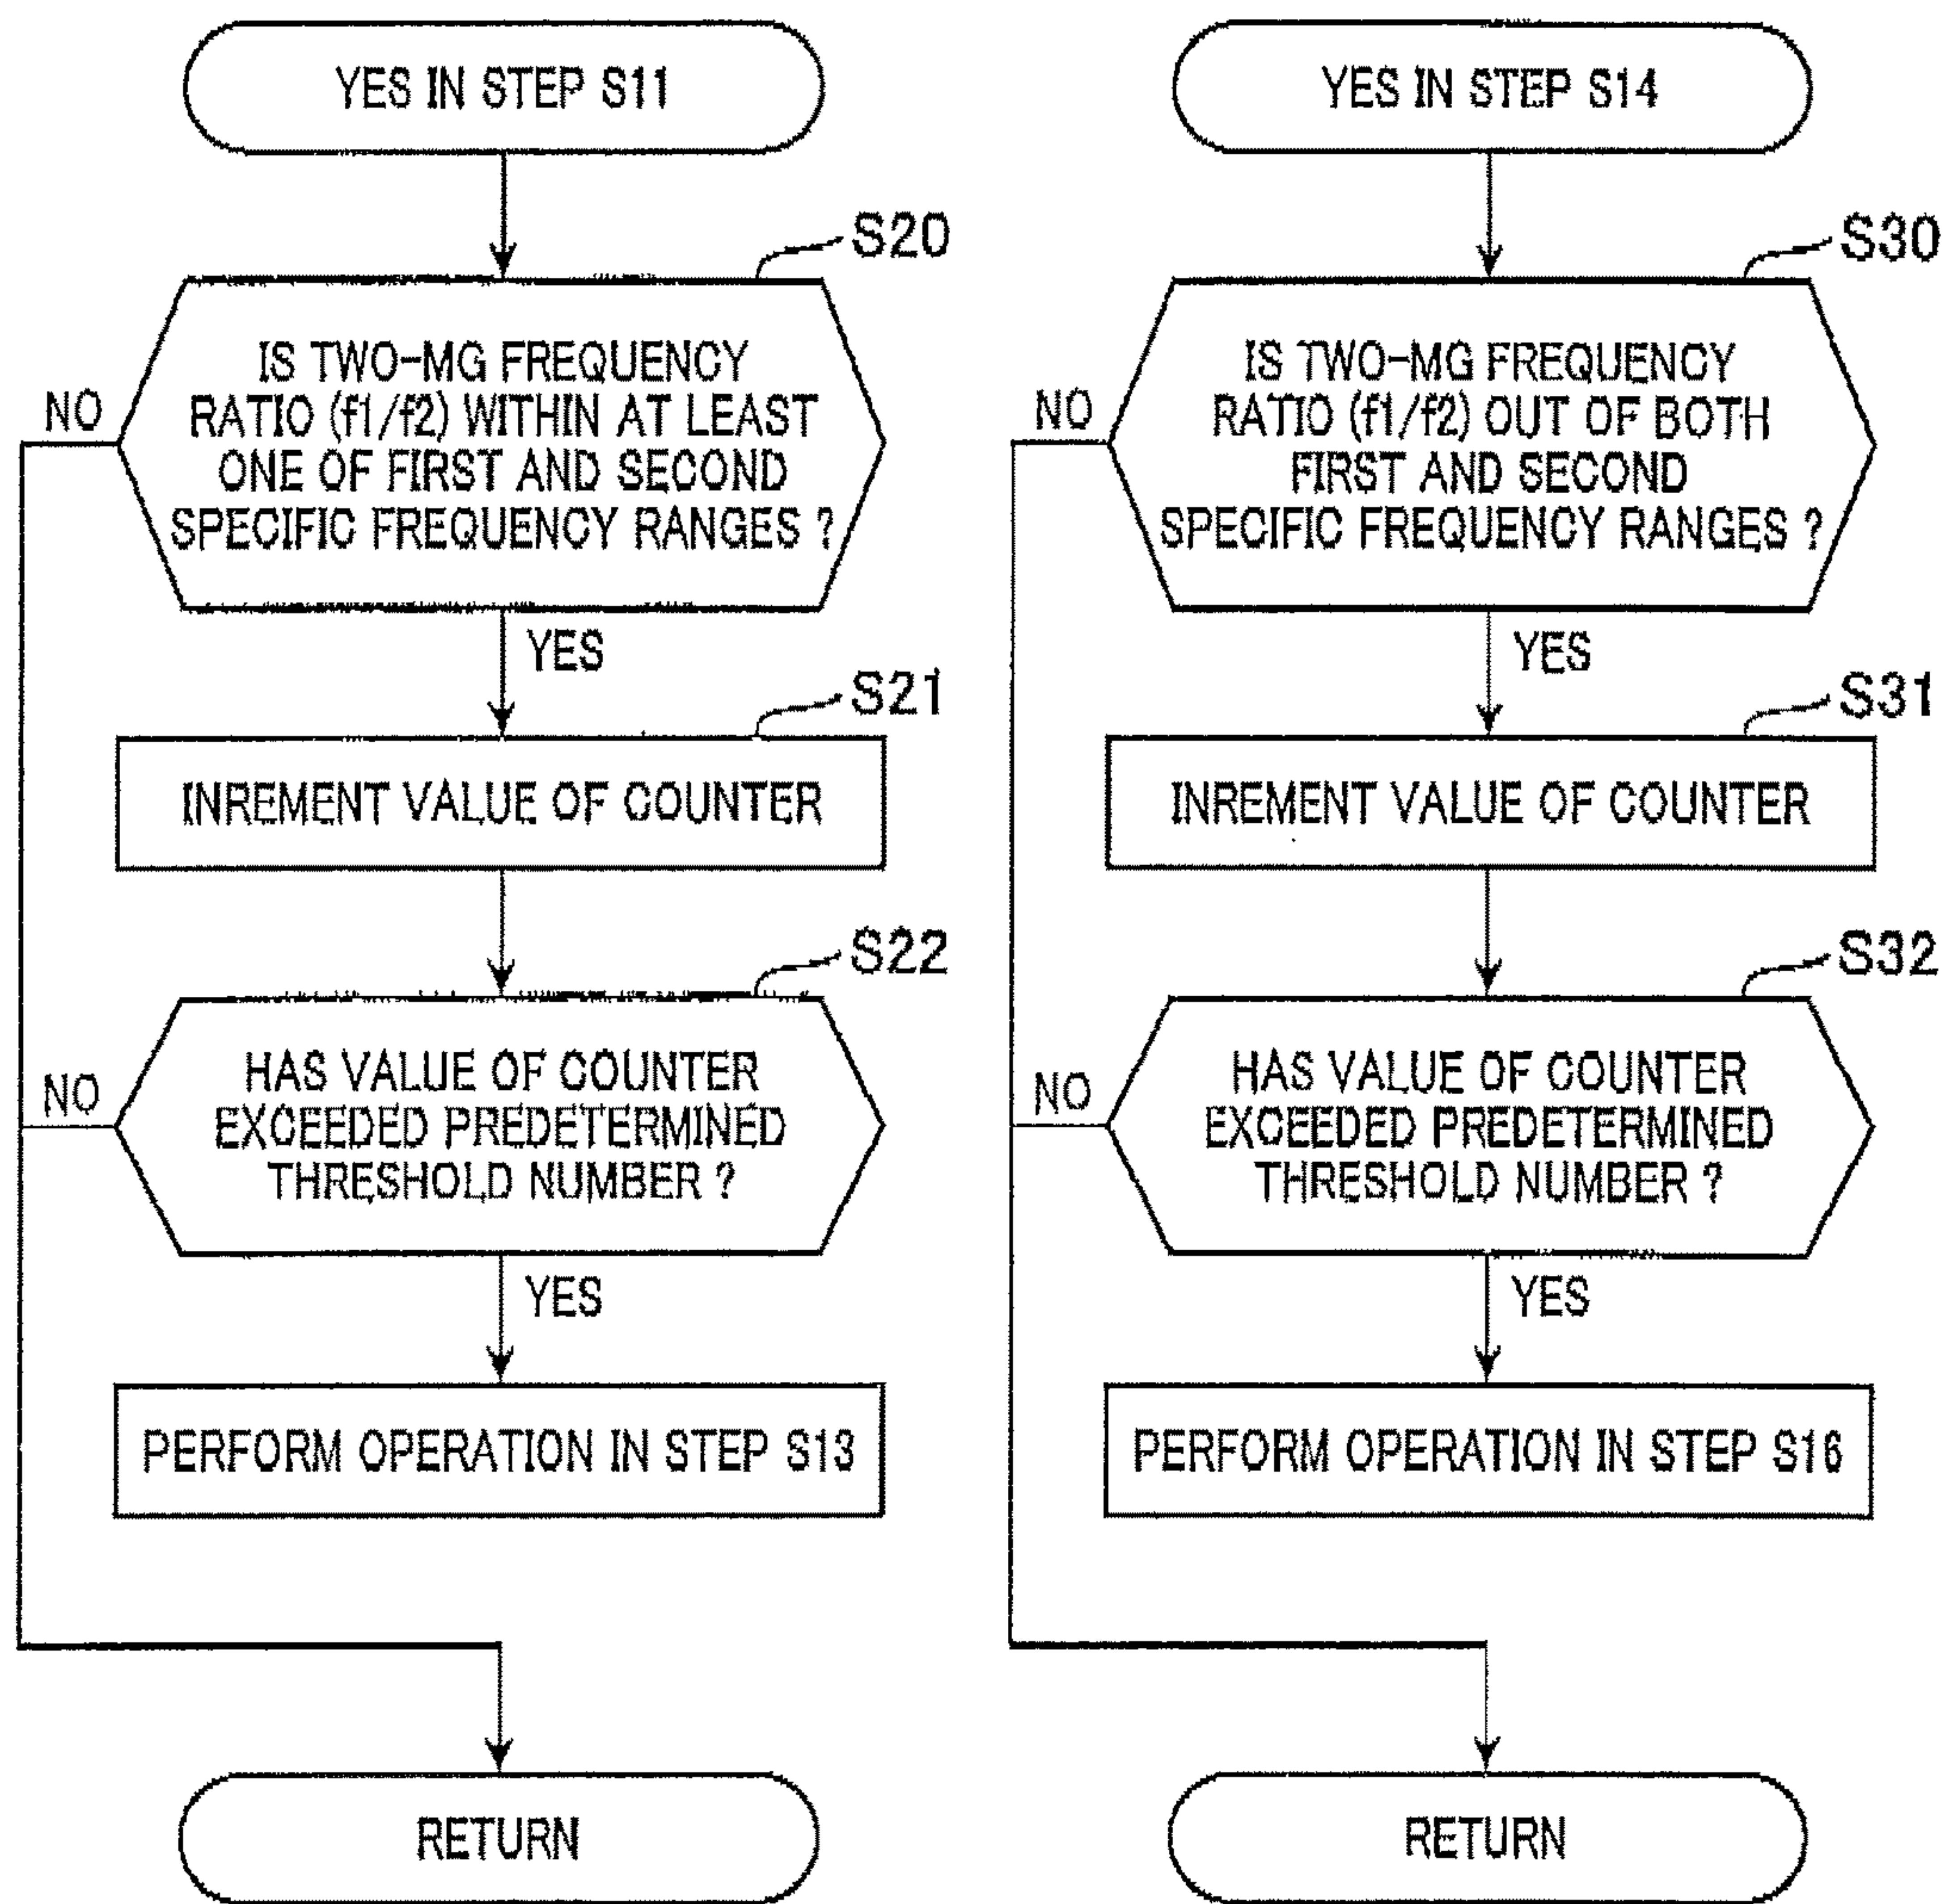 YES IN STEP S11
S20
IS TWO-MG FREQUENCY
RATIO (f1/f2) WITHIN AT LEAST
ONE OF FIRST AND SECOND
SPECIFIC FREQUENCY RANGES ?
NO
YES
S21
INREMENT VALUE OF COUNTER
S22
HAS VALUE OF COUNTER
EXCEEDED PREDETERMINED
THRESHOLD NUMBER ?
NO
YES
PERFORM OPERATION IN STEP S13
RETURN
YES IN STEP S14
S30
IS TWO-MG FREQUENCY
RATIO (f1/f2) OUT OF BOTH
FIRST AND SECOND
SPECIFIC FREQUENCY RANGES ?
NO
YES
S31
INREMENT VALUE OF COUNTER
S32
HAS VALUE OF COUNTER
EXCEEDED PREDETERMINED
THRESHOLD NUMBER ?
NO
YES
PERFORM OPERATION IN STEP S16
RETURN